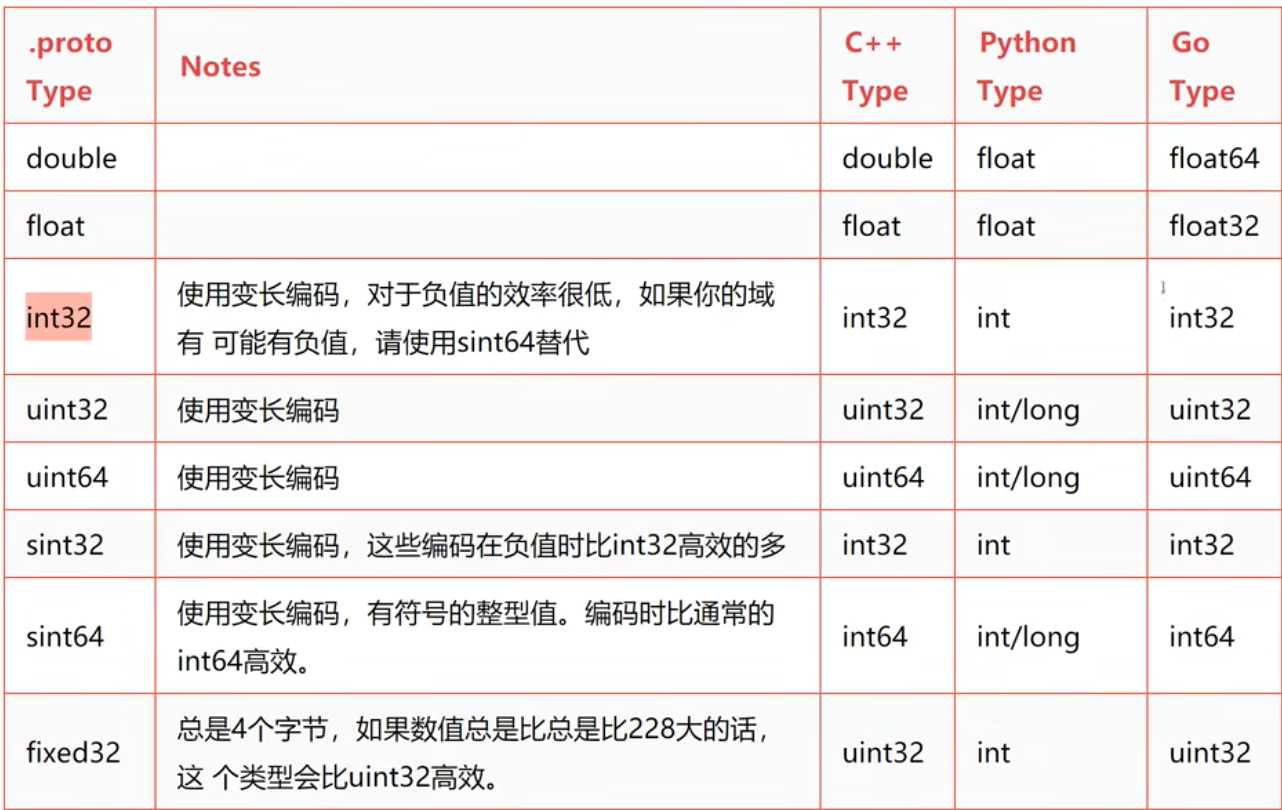 .proto Type Notes C++ Type Python Type Go Type
double double float float64
float float float float32
int32 使用变长编码，对于负值的效率很低，如果你的域
有 可能有负值，请使用sint64替代 int32 int int32
uint32 使用变长编码 uint32 int/long uint32
uint64 使用变长编码 uint64 int/long uint64
sint32 使用变长编码，这些编码在负值时比int32高效的多 int32 int int32
sint64 使用变长编码，有符号的整型值。编码时比通常的
int64高效。 int64 int/long int64
fixed32 总是4个字节，如果数值总是比总是比228大的话，
这 个类型会比uint32高效。 uint32 int uint32